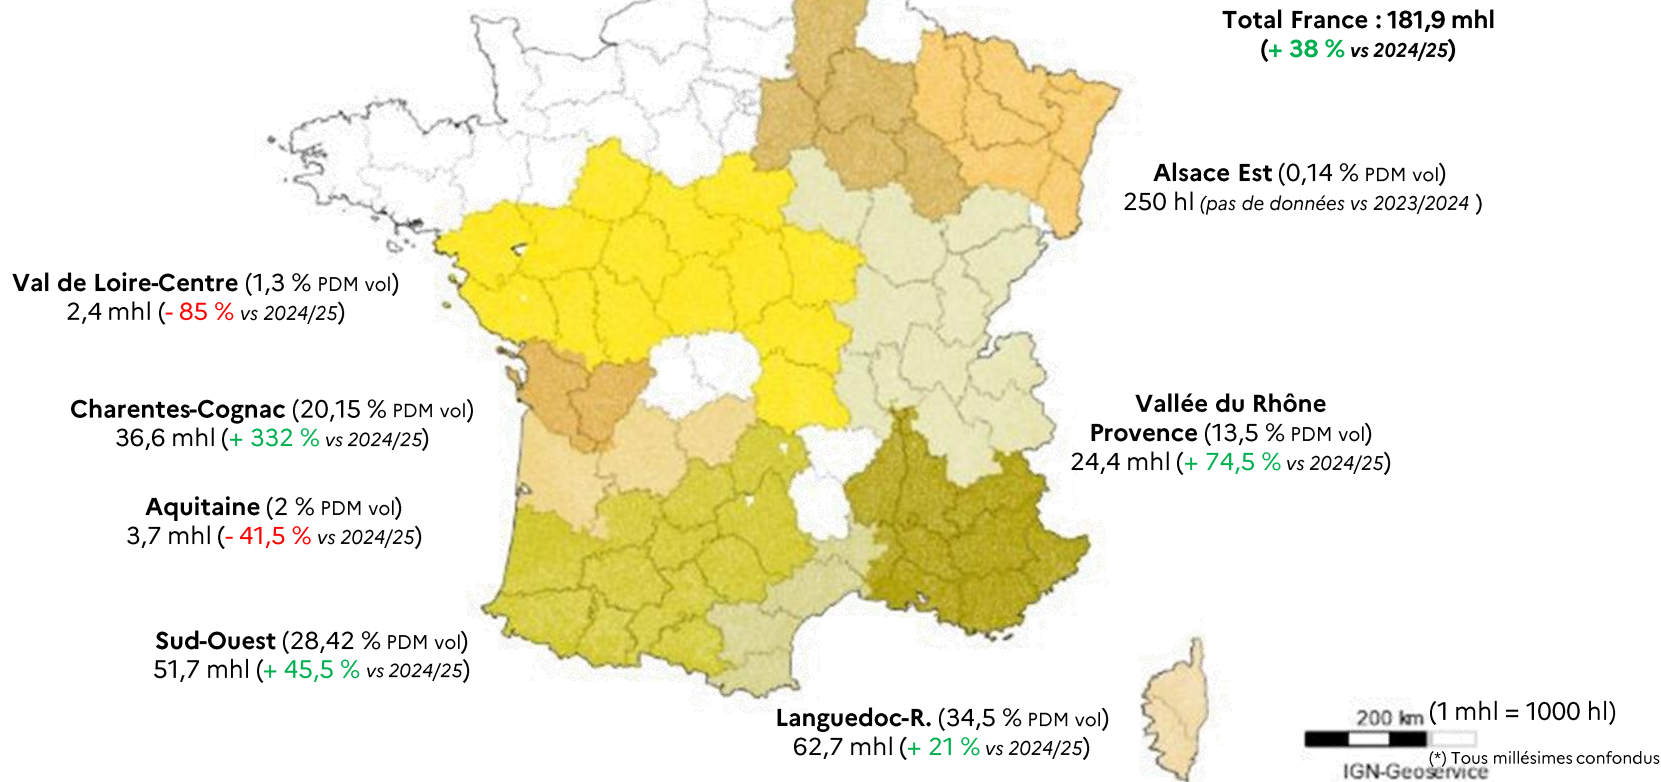 Total France : 181,9 mhl
(+ 38 % vs 2024/25)
Alsace Est (0,14 % PDM vol)
250 hl (pas de données vs 2023/2024 )
Val de Loire-Centre (1,3 % PDM vol)
2,4 mhl (- 85 % vs 2024/25)
Charentes-Cognac (20,15 % PDM vol)
36,6 mhl (+ 332 % vs 2024/25)
Vallée du Rhône
Provence (13,5 % PDM vol)
24,4 mhl (+ 74,5 % vs 2024/25)
Aquitaine (2 % PDM vol)
3,7 mhl (- 41,5 % vs 2024/25)
Sud-Ouest (28,42 % PDM vol)
51,7 mhl (+ 45,5 % vs 2024/25)
Languedoc-R. (34,5 % PDM vol)
62,7 mhl (+ 21 % vs 2024/25)
200 km (1 mhl = 1000 hl)
(*) Tous millésimes confondus
IGN-Geoservice